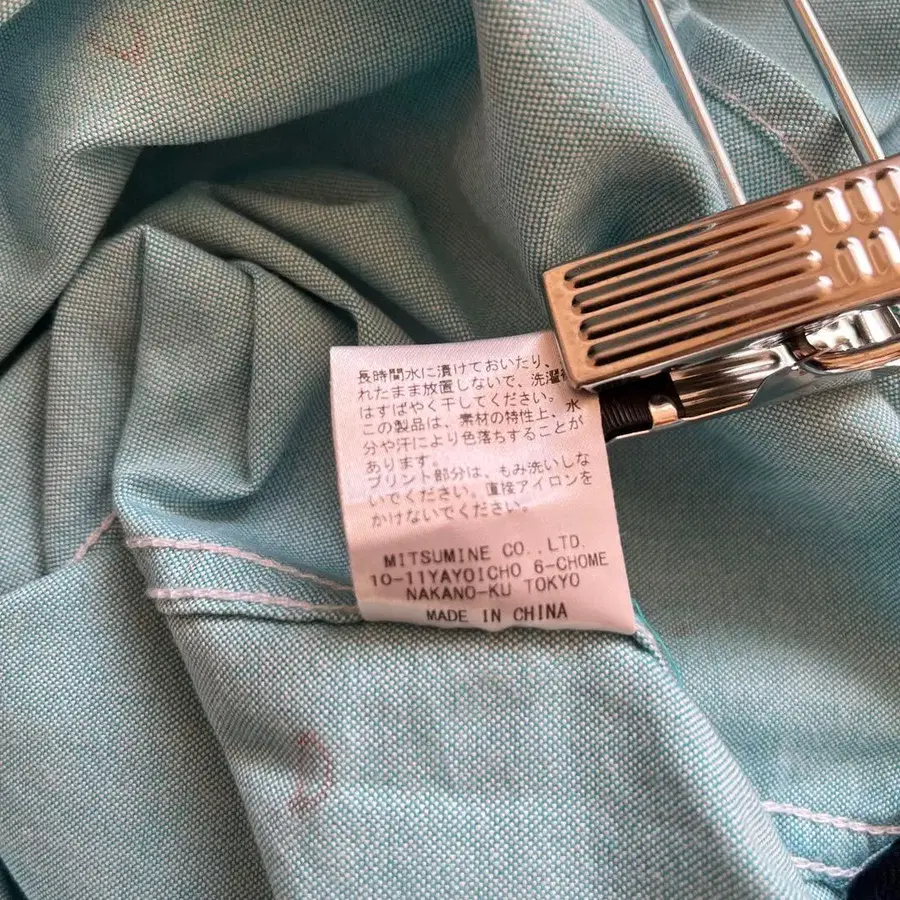 長時間水に漬けておいたり、
れたまま放置しないで、洗濯
はすばやく干してください。
この製品は、素材の特性上、水
分や汗により色落ちすることが
あります。
プリント部分は、もみ洗いしな
いでください。直接アイロンを
かけないでください。
MITSUMINE CO.,LTD.
10-11YAYOICHO 6-CHOME
NAKANO-KU TOKYO
MADE IN CHINA